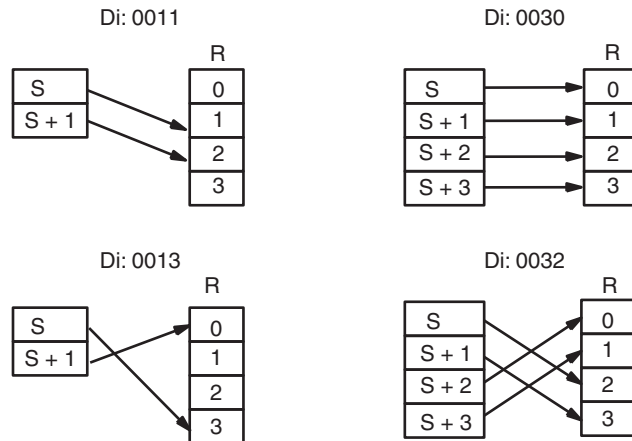 Di: 0011
R
S
S + 1
0
1
2
3
Di: 0030
R
S
S + 1
S + 2
S + 3
0
1
2
3
Di: 0013
R
S
S + 1
0
1
2
3
Di: 0032
R
S
S + 1
S + 2
S + 3
0
1
2
3